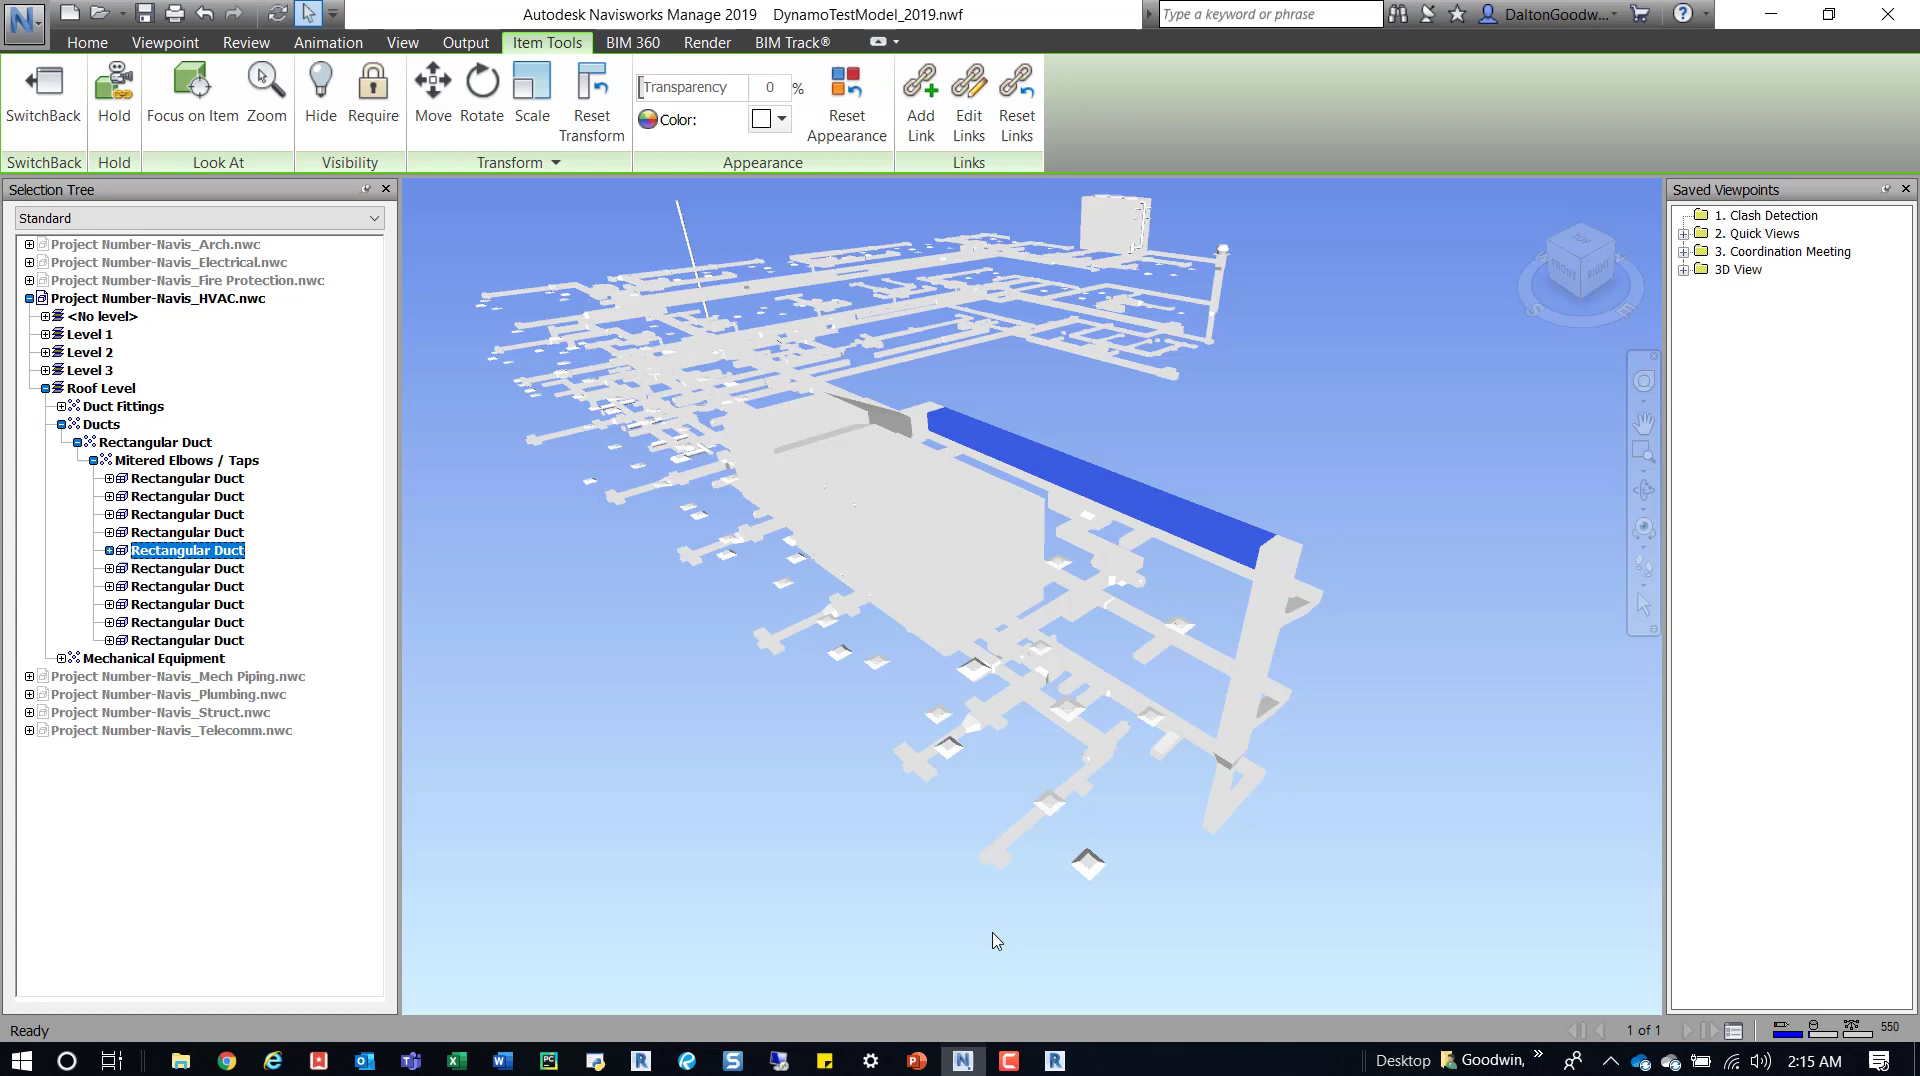 Autodesk Navisworks Manage 2019 DynamoTestModel_2019.nwf
Type a keyword or phrase
DaltonGoodw...
Home Viewpoint Review Animation View Output Item Tools BIM 360 Render BIM Track®
SwitchBack Hold Focus on Item Zoom Hide Require Move Rotate Scale Reset Transform
Transparency 0 %
Color:
Reset Appearance Add Link Edit Links Reset Links
SwitchBack Hold Look At Visibility Transform Appearance Links
Selection Tree
Standard
Project Number-Navis_Arch.nwc
Project Number-Navis_Electrical.nwc
Project Number-Navis_Fire Protection.nwc
Project Number-Navis_HVAC.nwc
<No level>
Level 1
Level 2
Level 3
Roof Level
Duct Fittings
Ducts
Rectangular Duct
Mitered Elbows / Taps
Rectangular Duct
Rectangular Duct
Rectangular Duct
Rectangular Duct
Rectangular Duct
Rectangular Duct
Rectangular Duct
Rectangular Duct
Rectangular Duct
Rectangular Duct
Mechanical Equipment
Project Number-Navis_Mech Piping.nwc
Project Number-Navis_Plumbing.nwc
Project Number-Navis_Struct.nwc
Project Number-Navis_Telecomm.nwc
TOP
FRONT RIGHT
S E
Saved Viewpoints
1. Clash Detection
2. Quick Views
3. Coordination Meeting
3D View
Ready
1 of 1
550
Desktop Goodwin, »
2:15 AM